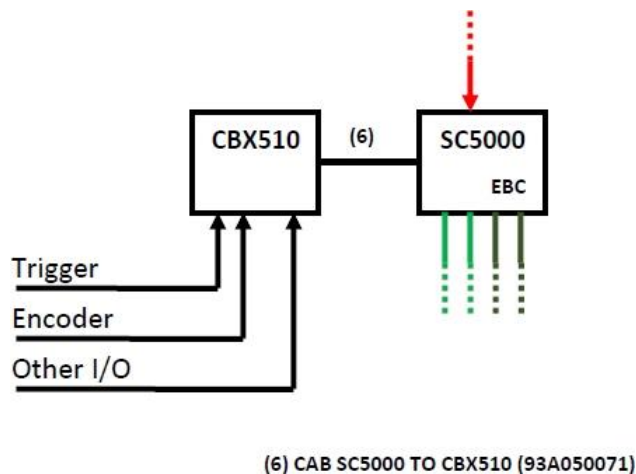 CBX510
(6)
SC5000
EBC
Trigger
Encoder
Other I/O
(6) CAB SC5000 TO CBX510 (93A050071)